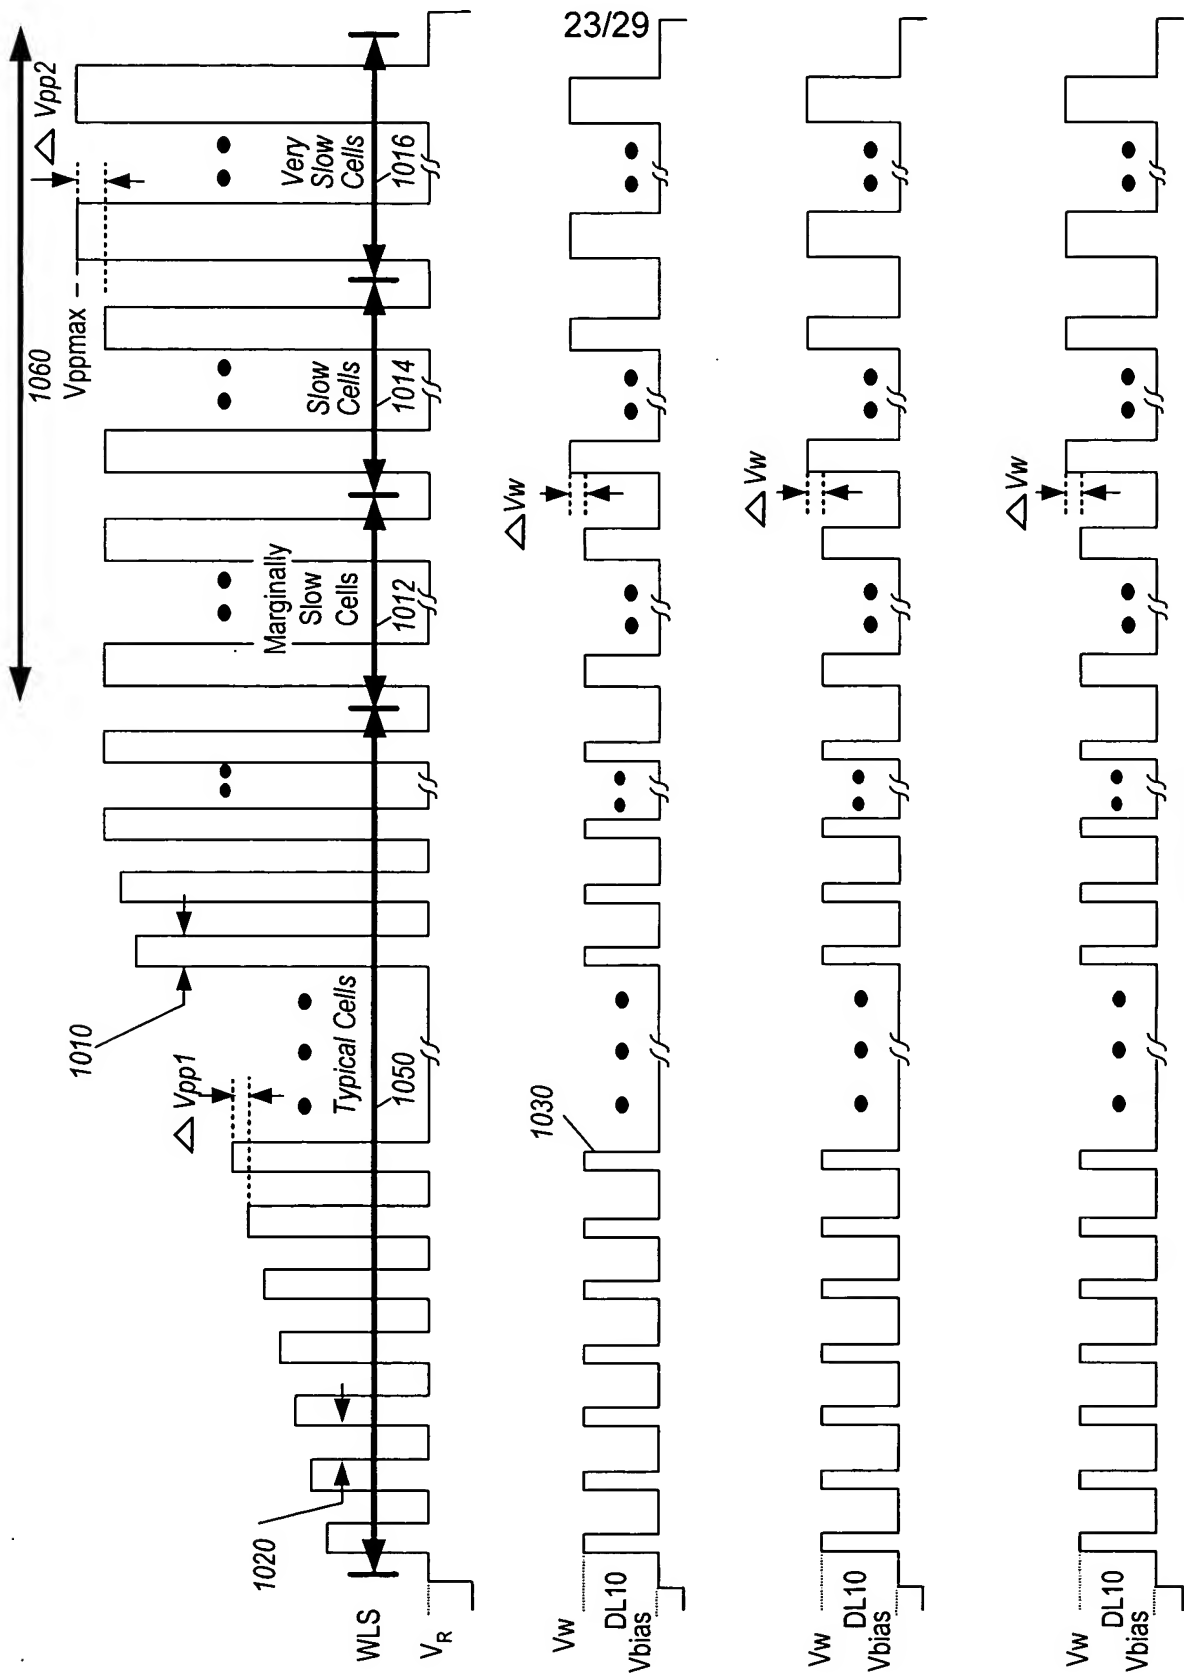 23/29
1060
Vppmax
△ Vpp2
Very
Slow
Cells
1016
Slow
Cells
1014
Marginally
Slow
Cells
1012
1010
△ Vpp1
Typical Cells
1050
1020
WLS
VR
△ Vw
1030
Vw
DL10
Vbias
△ Vw
Vw
DL10
Vbias
△ Vw
Vw
DL10
Vbias